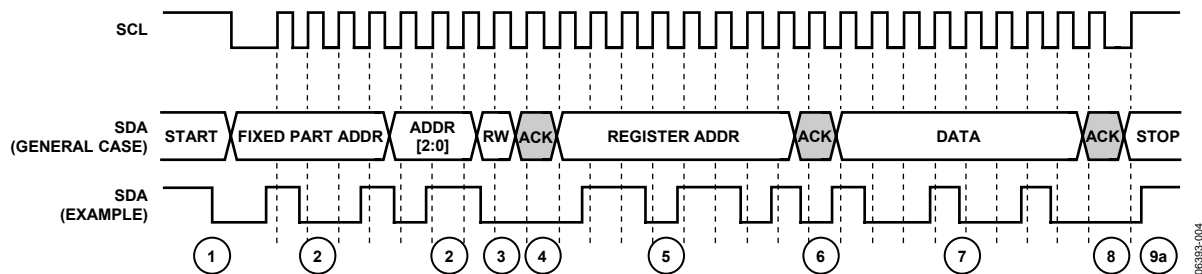 SCL
SDA
(GENERAL CASE)
START
FIXED PART ADDR
ADDR
[2:0]
RW
ACK
REGISTER ADDR
ACK
DATA
ACK
STOP
SDA
(EXAMPLE)
1
2
2
3
4
5
6
7
8
9a
06393-004